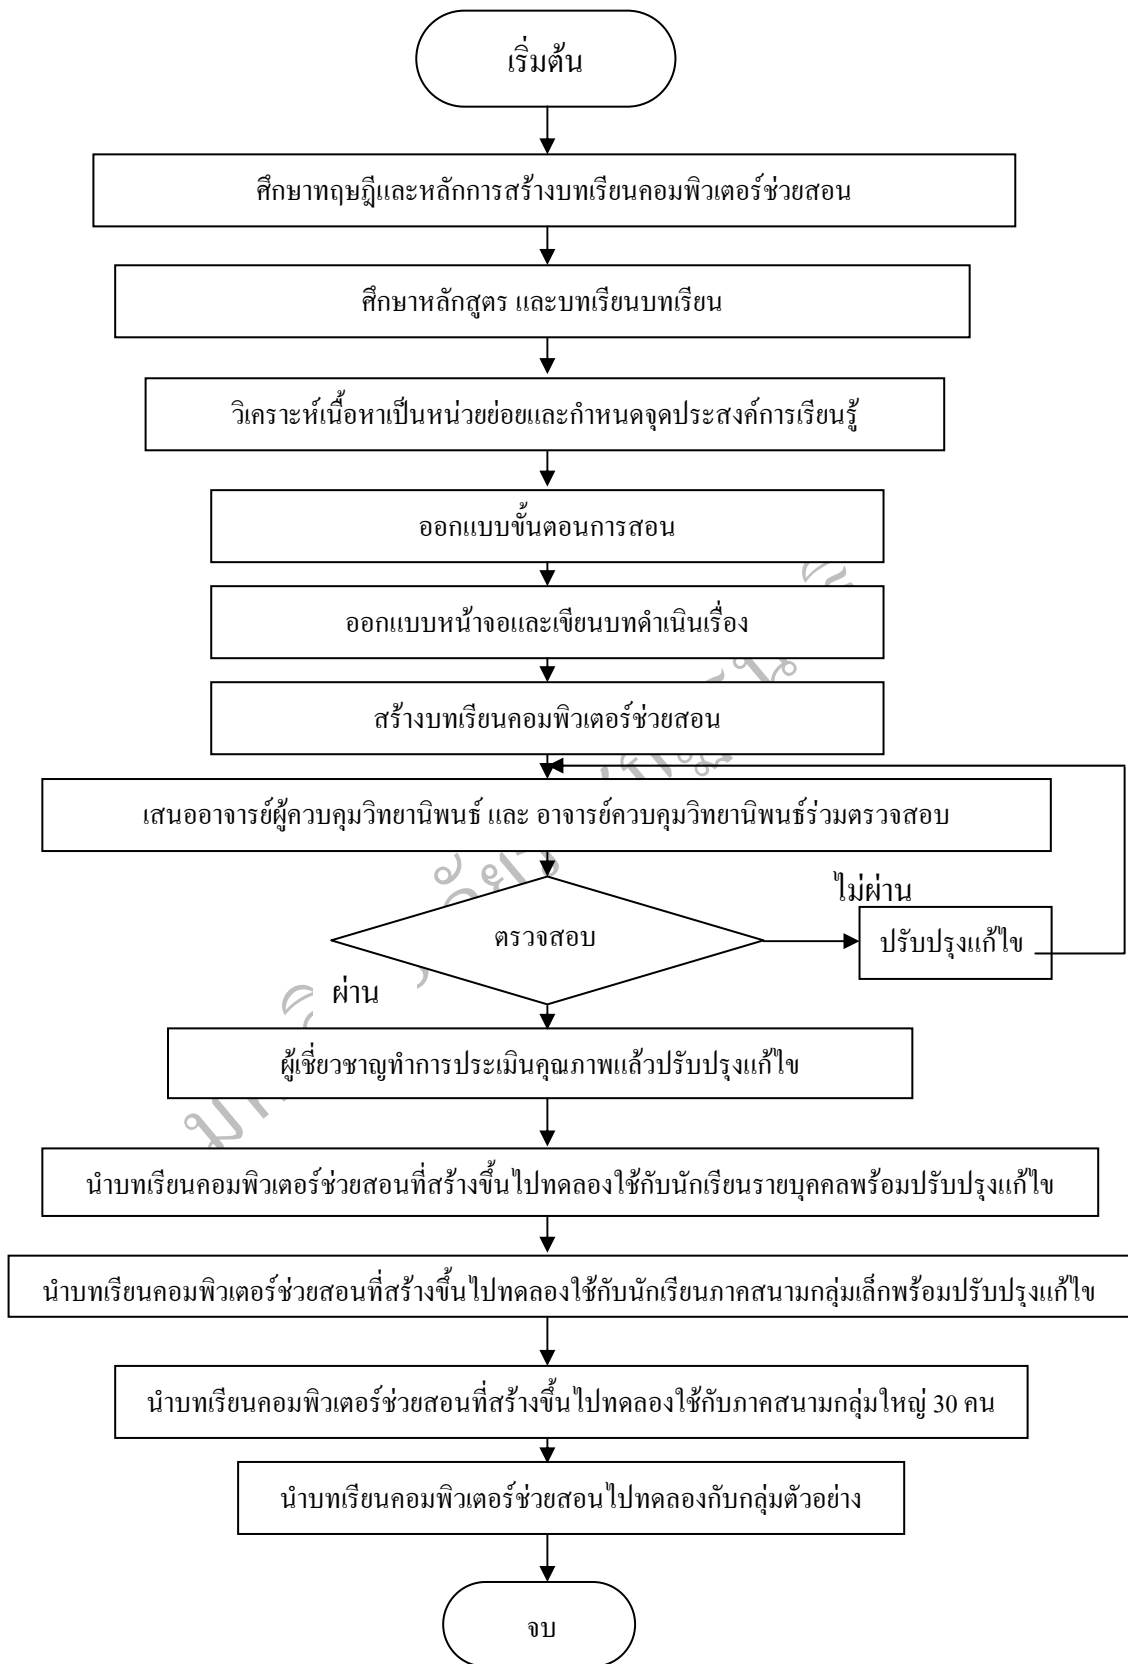 เริ่มต้น
ศึกษาทฤษฎีและหลักการสร้างบทเรียนคอมพิวเตอร์ช่วยสอน
ศึกษาหลักสูตร และบทเรียนบทเรียน
วิเคราะห์เนื้อหาเป็นหน่วยย่อยและกำหนดจุดประสงค์การเรียนรู้
ออกแบบขั้นตอนการสอน
ออกแบบหน้าจอและเขียนบทดำเนินเรื่อง
สร้างบทเรียนคอมพิวเตอร์ช่วยสอน
เสนออาจารย์ผู้ควบคุมวิทยานิพนธ์ และ อาจารย์ควบคุมวิทยานิพนธ์ร่วมตรวจสอบ
ไม่ผ่าน
ตรวจสอบ
ปรับปรุงแก้ไข
ผ่าน
ผู้เชี่ยวชาญทำการประเมินคุณภาพแล้วปรับปรุงแก้ไข
นำบทเรียนคอมพิวเตอร์ช่วยสอนที่สร้างขึ้นไปทดลองใช้กับนักเรียนรายบุคคลพร้อมปรับปรุงแก้ไข
นำบทเรียนคอมพิวเตอร์ช่วยสอนที่สร้างขึ้นไปทดลองใช้กับนักเรียนภาคสนามกลุ่มเล็กพร้อมปรับปรุงแก้ไข
นำบทเรียนคอมพิวเตอร์ช่วยสอนที่สร้างขึ้นไปทดลองใช้กับภาคสนามกลุ่มใหญ่ 30 คน
นำบทเรียนคอมพิวเตอร์ช่วยสอนไปทดลองกับกลุ่มตัวอย่าง
จบ